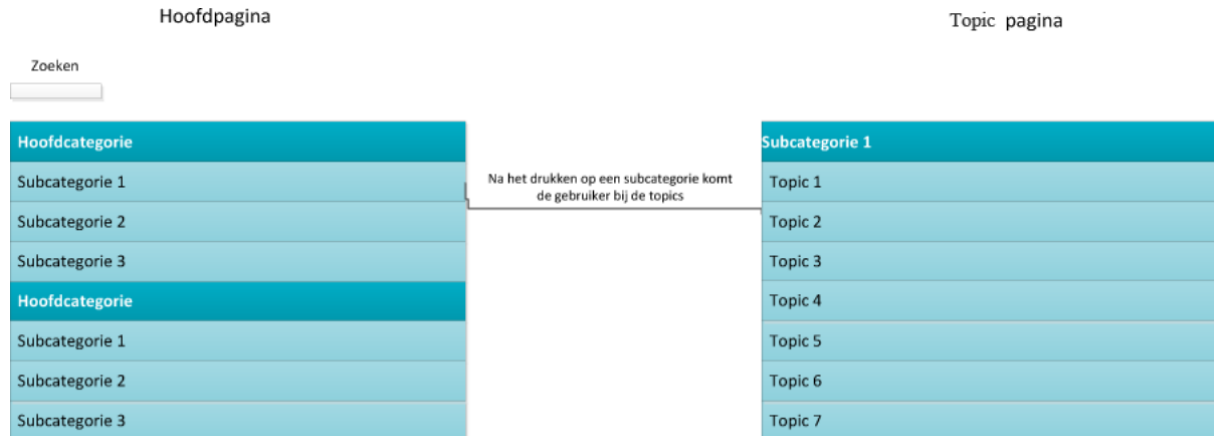 Hoofdpagina
Topic pagina
Zoeken
Hoofdcategorie
Subcategorie 1
Subcategorie 2
Subcategorie 3
Hoofdcategorie
Subcategorie 1
Subcategorie 2
Subcategorie 3
Na het drukken op een subcategorie komt
de gebruiker bij de topics
Subcategorie 1
Topic 1
Topic 2
Topic 3
Topic 4
Topic 5
Topic 6
Topic 7